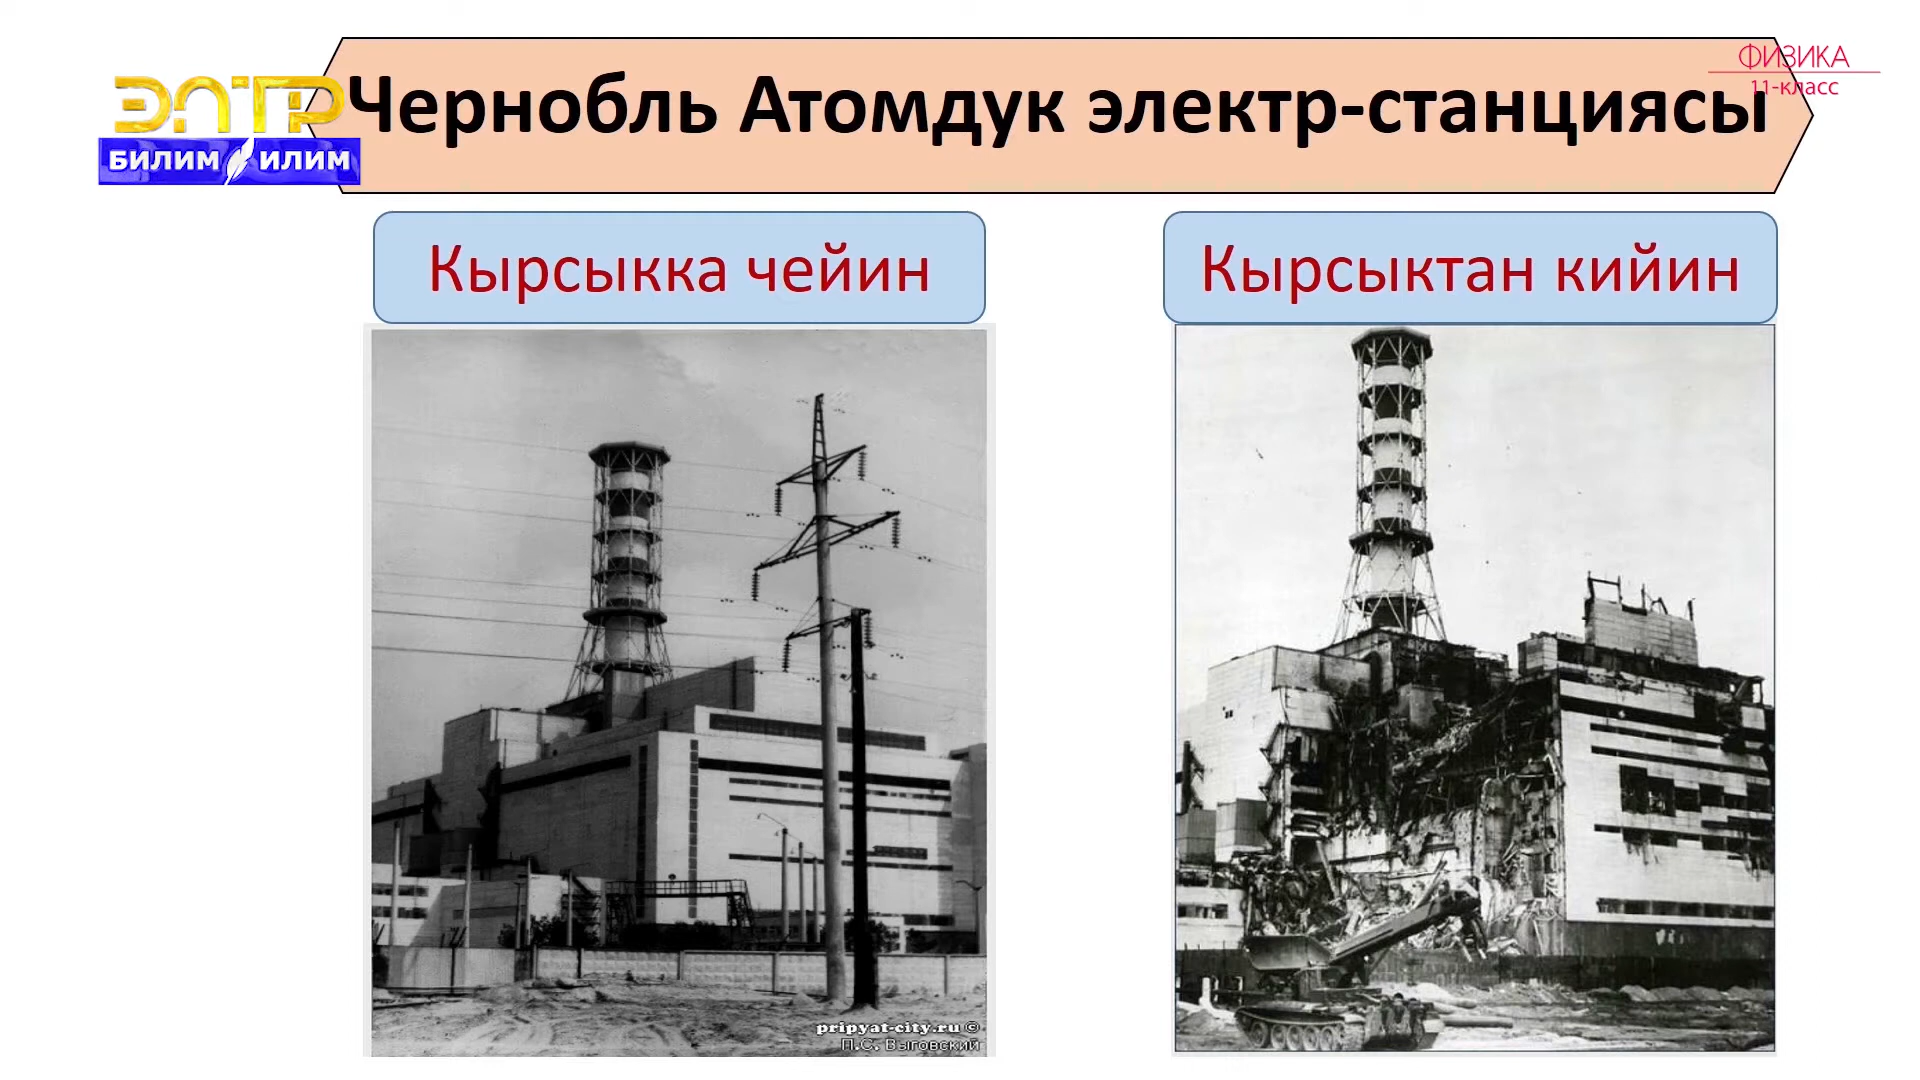 ЭЛТР
БИЛИМ ИЛИМ
Чернобль Атомдук электр-станциясы
ФИЗИКА
11-класс
Кырсыкка чейин
Кырсыктан кийин
pripyat-city.ru ©
П.С. Выговский